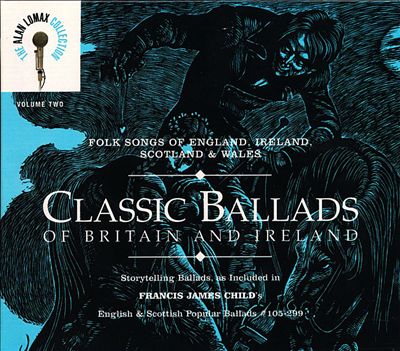 THE ALAN LOMAX COLLECTION
VOLUME TWO
FOLK SONGS OF ENGLAND, IRELAND,
SCOTLAND & WALES
CLASSIC BALLADS
OF BRITAIN AND IRELAND
Storytelling Ballads, as Included in
FRANCIS JAMES CHILD's
English & Scottish Popular Ballads #105-299